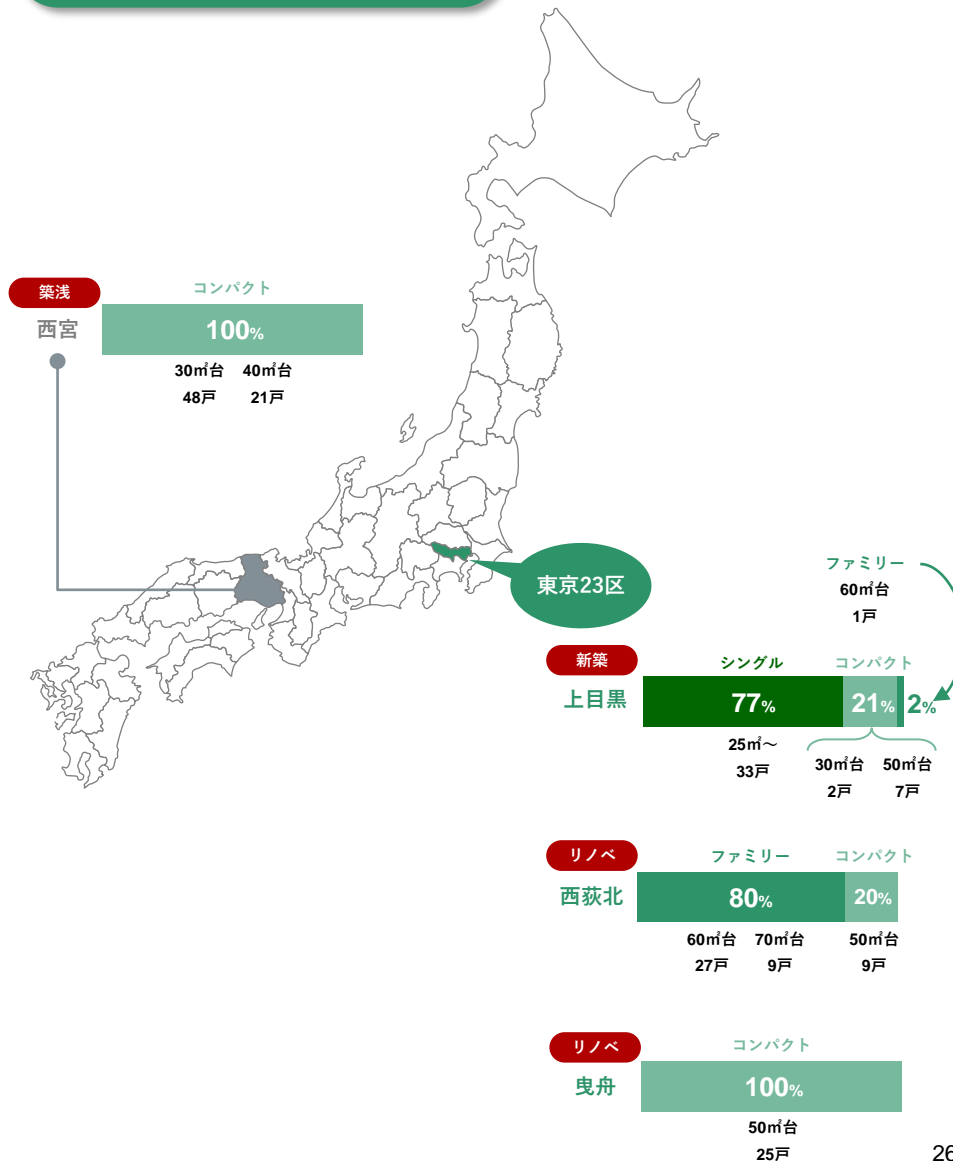 築浅
西宮
コンパクト
100%
30㎡台 40㎡台
48戸 21戸
東京23区
ファミリー
60㎡台
1戸
新築
上目黒
シングル コンパクト
77% 21% 2%
25㎡～
33戸
30㎡台 50㎡台
2戸 7戸
リノベ
西荻北
ファミリー コンパクト
80% 20%
60㎡台 70㎡台 50㎡台
27戸 9戸 9戸
リノベ
曳舟
コンパクト
100%
50㎡台
25戸
26